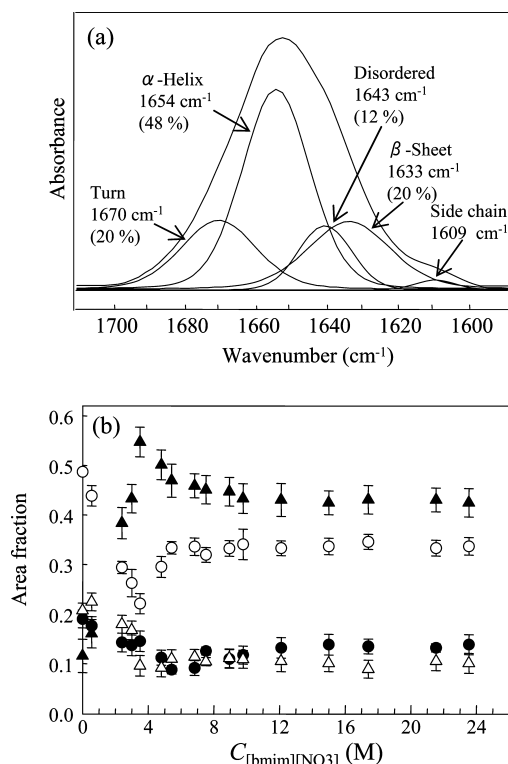 (a)
α-Helix
1654 cm⁻¹
(48 %)
Disordered
1643 cm⁻¹
(12 %)
β-Sheet
1633 cm⁻¹
(20 %)
Turn
1670 cm⁻¹
(20 %)
Side chain
1609 cm⁻¹
Absorbance
1700 1680 1660 1640 1620 1600
Wavenumber (cm⁻¹)
(b)
Area fraction
0.6
0.5
0.4
0.3
0.2
0.1
0.0
0 4 8 12 16 20 24
C[bmim][NO3] (M)